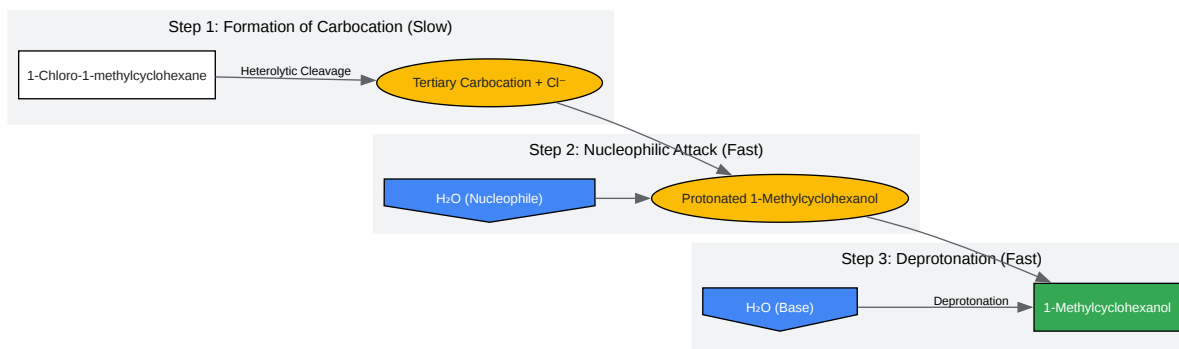 Step 1: Formation of Carbocation (Slow)
1-Chloro-1-methylcyclohexane
Heterolytic Cleavage
Tertiary Carbocation + Cl⁻
Step 2: Nucleophilic Attack (Fast)
H₂O (Nucleophile)
Protonated 1-Methylcyclohexanol
Step 3: Deprotonation (Fast)
H₂O (Base)
Deprotonation
1-Methylcyclohexanol